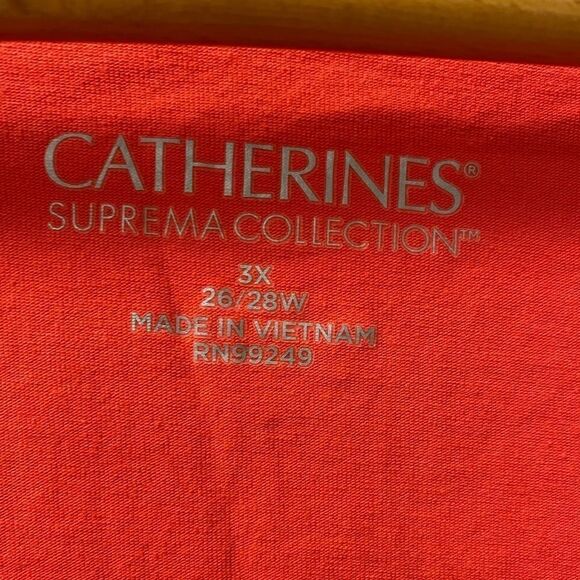 CATHERINES®
SUPREMA COLLECTION™
3X
26/28W
MADE IN VIETNAM
RN99249